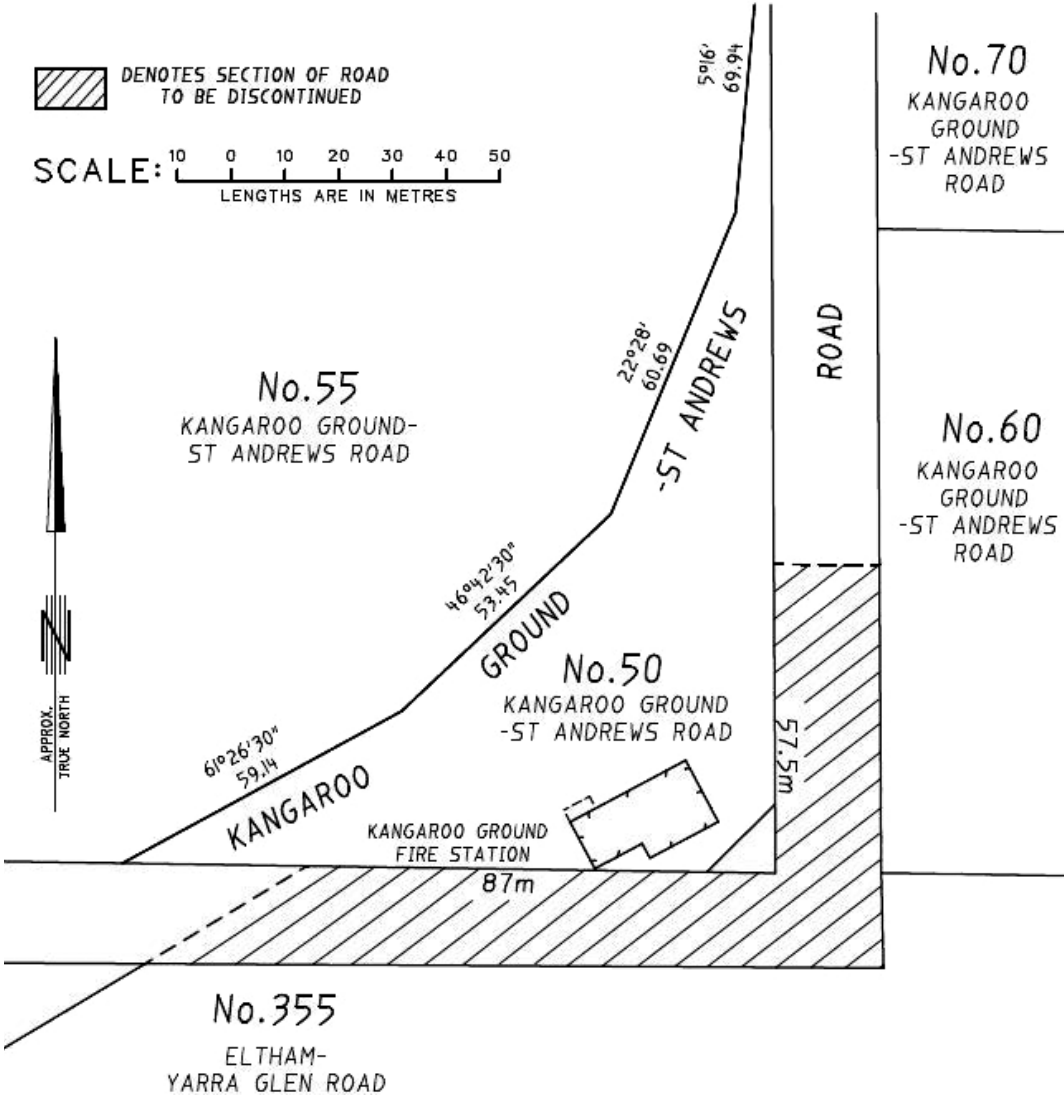 DENOTES SECTION OF ROAD
TO BE DISCONTINUED
SCALE:
10 0 10 20 30 40 50
LENGTHS ARE IN METRES
5°16'
69.94
No.70
KANGAROO
GROUND
-ST ANDREWS
ROAD
22°28'
60.69
-ST ANDREWS
ROAD
No.55
KANGAROO GROUND-
ST ANDREWS ROAD
No.60
KANGAROO
GROUND
-ST ANDREWS
ROAD
46°42'30"
53.45
GROUND
N
APPROX.
TRUE NORTH
No.50
KANGAROO GROUND
-ST ANDREWS ROAD
57.5m
61°26'30"
59.14
KANGAROO
KANGAROO GROUND
FIRE STATION
87m
No.355
ELTHAM-
YARRA GLEN ROAD